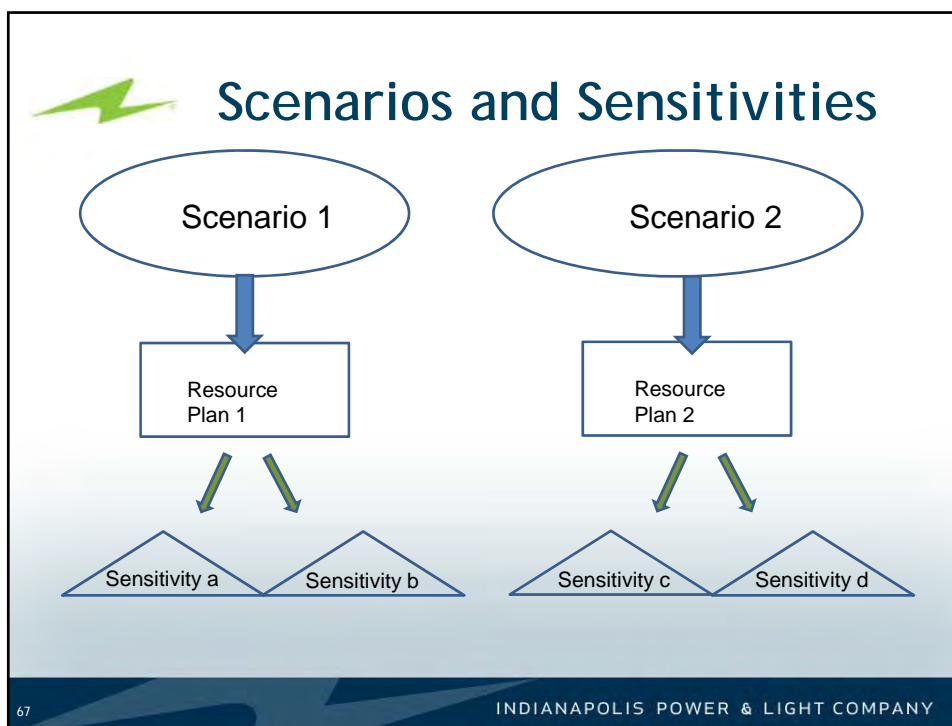 Scenarios and Sensitivities
Scenario 1
Scenario 2
Resource
Plan 1
Resource
Plan 2
Sensitivity a
Sensitivity b
Sensitivity c
Sensitivity d
67
INDIANAPOLIS POWER & LIGHT COMPANY